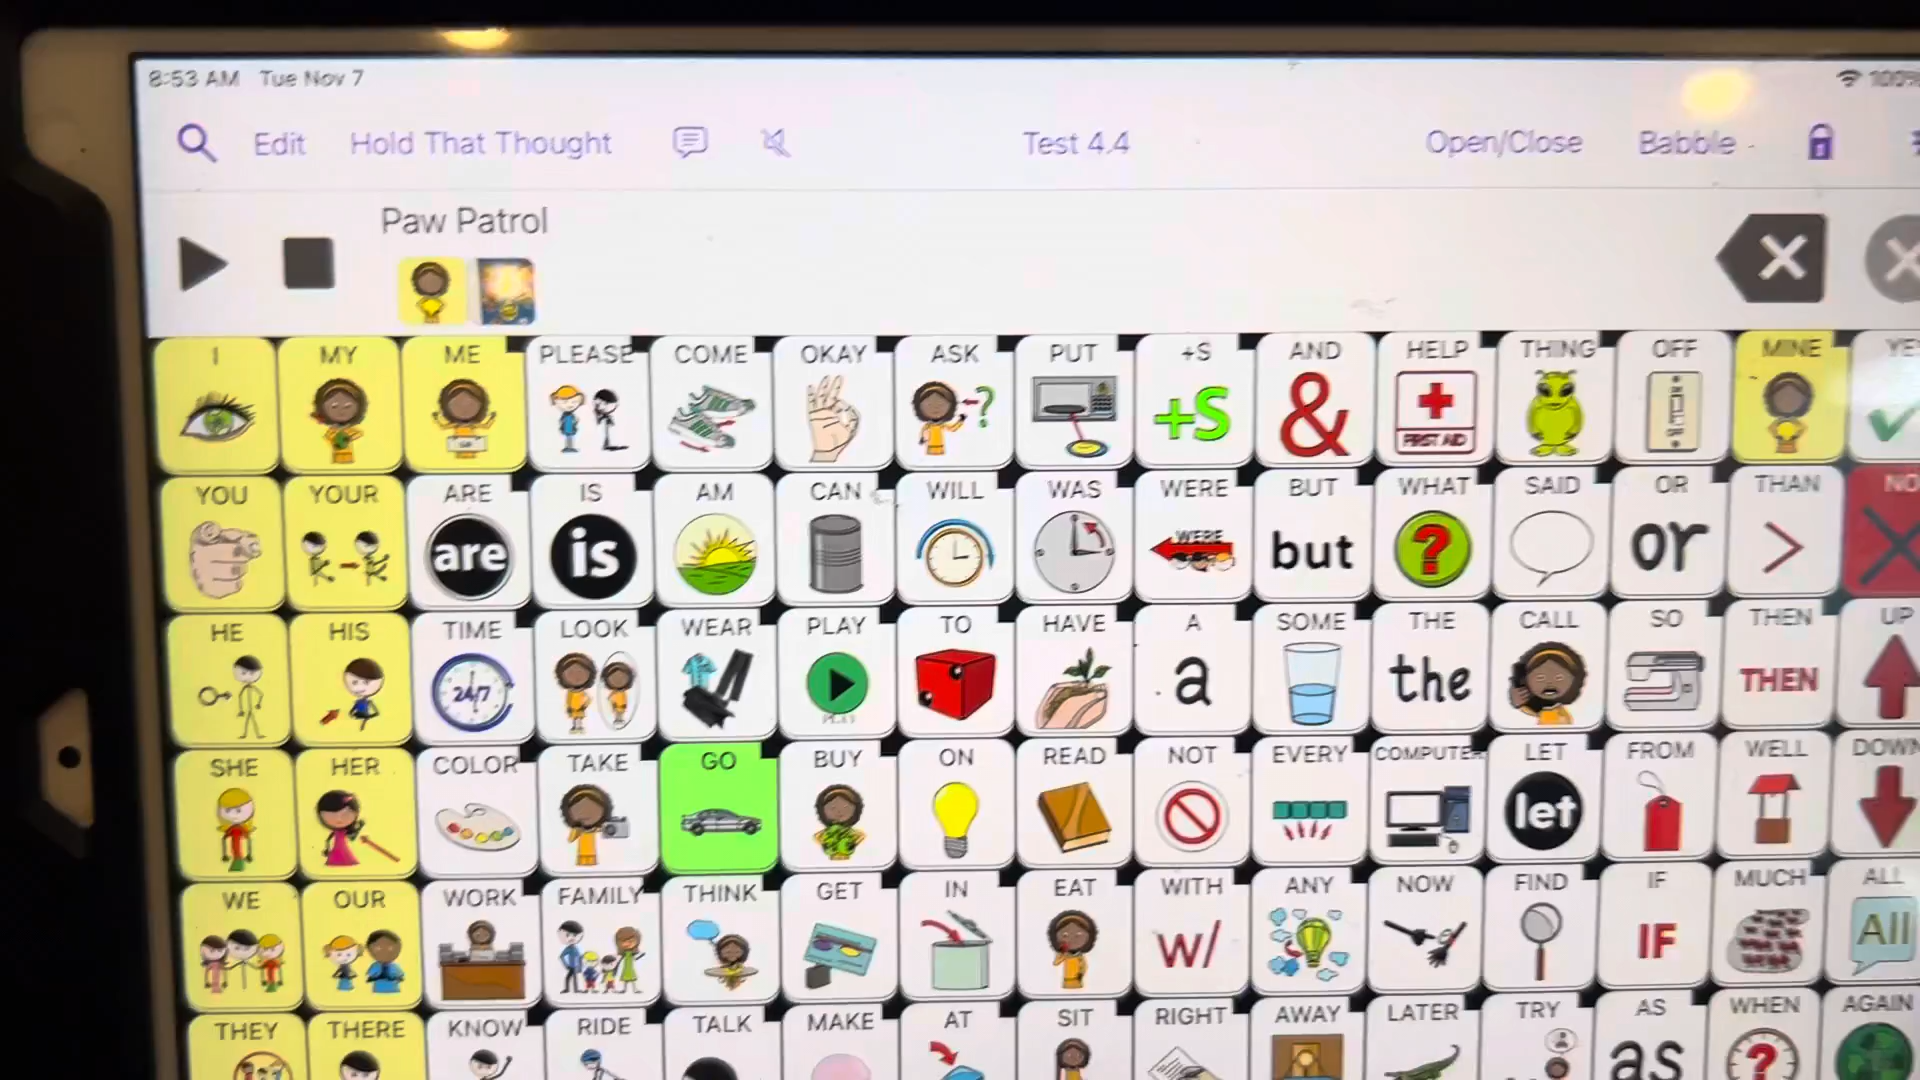 8:53 AM Tue Nov 7 100%
Edit Hold That Thought Test 4.4 Open/Close Babble
Paw Patrol
I MY ME PLEASE COME OKAY ASK PUT +S AND HELP THING OFF MINE YES
+S & FIRST AID
YOU YOUR ARE IS AM CAN WILL WAS WERE BUT WHAT SAID OR THAN NO
are is WERE but ? or >
HE HIS TIME LOOK WEAR PLAY TO HAVE A SOME THE CALL SO THEN UP
24/7 PLAY a the THEN
SHE HER COLOR TAKE GO BUY ON READ NOT EVERY COMPUTER LET FROM WELL DOWN
let
WE OUR WORK FAMILY THINK GET IN EAT WITH ANY NOW FIND IF MUCH ALL
w/ IF All
THEY THERE KNOW RIDE TALK MAKE AT SIT RIGHT AWAY LATER TRY AS WHEN AGAIN
as ?